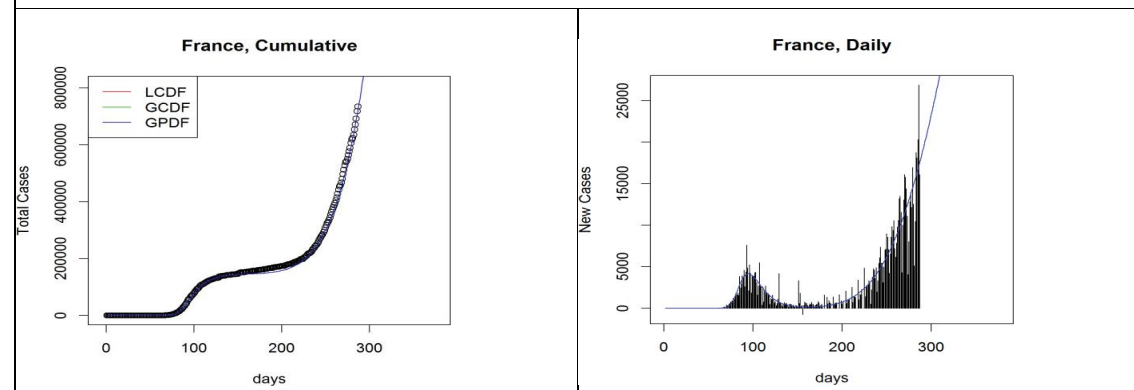 France, Cumulative
Total Cases
800000
600000
400000
200000
0
LCDF
GCDF
GPDF
0 100 200 300
days
France, Daily
New Cases
25000
15000
5000
0
0 100 200 300
days